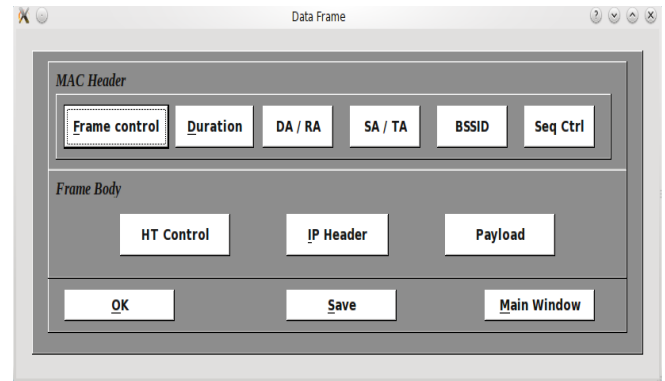 Data Frame
MAC Header
Frame control Duration DA / RA SA / TA BSSID Seq Ctrl
Frame Body
HT Control IP Header Payload
OK Save Main Window